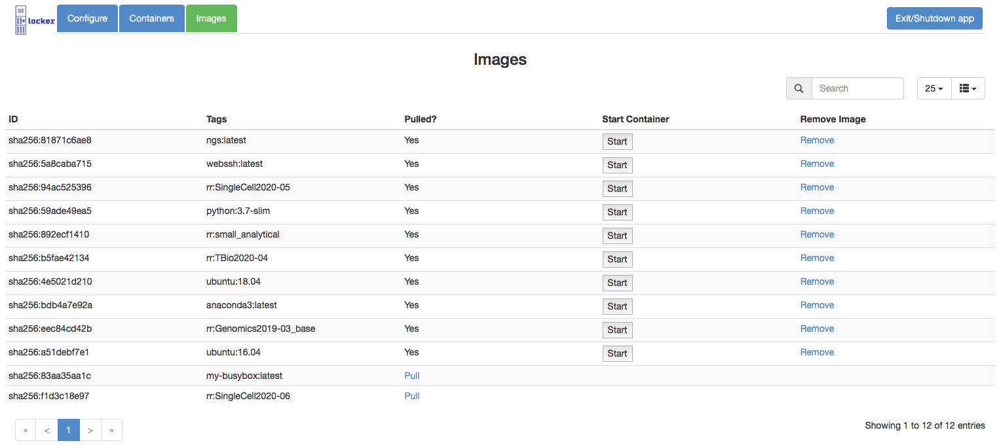 locker Configure Containers Images Exit/Shutdown app
Images
Search 25
ID Tags Pulled? Start Container Remove Image
sha256:81871c6ae8 ngs:latest Yes Start Remove
sha256:5a8caba715 webssh:latest Yes Start Remove
sha256:94ac525396 rr:SingleCell2020-05 Yes Start Remove
sha256:59ade49ea5 python:3.7-slim Yes Start Remove
sha256:892ecf1410 rr:small_analytical Yes Start Remove
sha256:b5fae42134 rr:TBio2020-04 Yes Start Remove
sha256:4e5021d210 ubuntu:18.04 Yes Start Remove
sha256:bdb4a7e92a anaconda3:latest Yes Start Remove
sha256:eec84cd42b rr:Genomics2019-03_base Yes Start Remove
sha256:a51debf7e1 ubuntu:16.04 Yes Start Remove
sha256:83aa35aa1c my-busybox:latest Pull
sha256:f1d3c18e97 rr:SingleCell2020-06 Pull
« < 1 > » Showing 1 to 12 of 12 entries